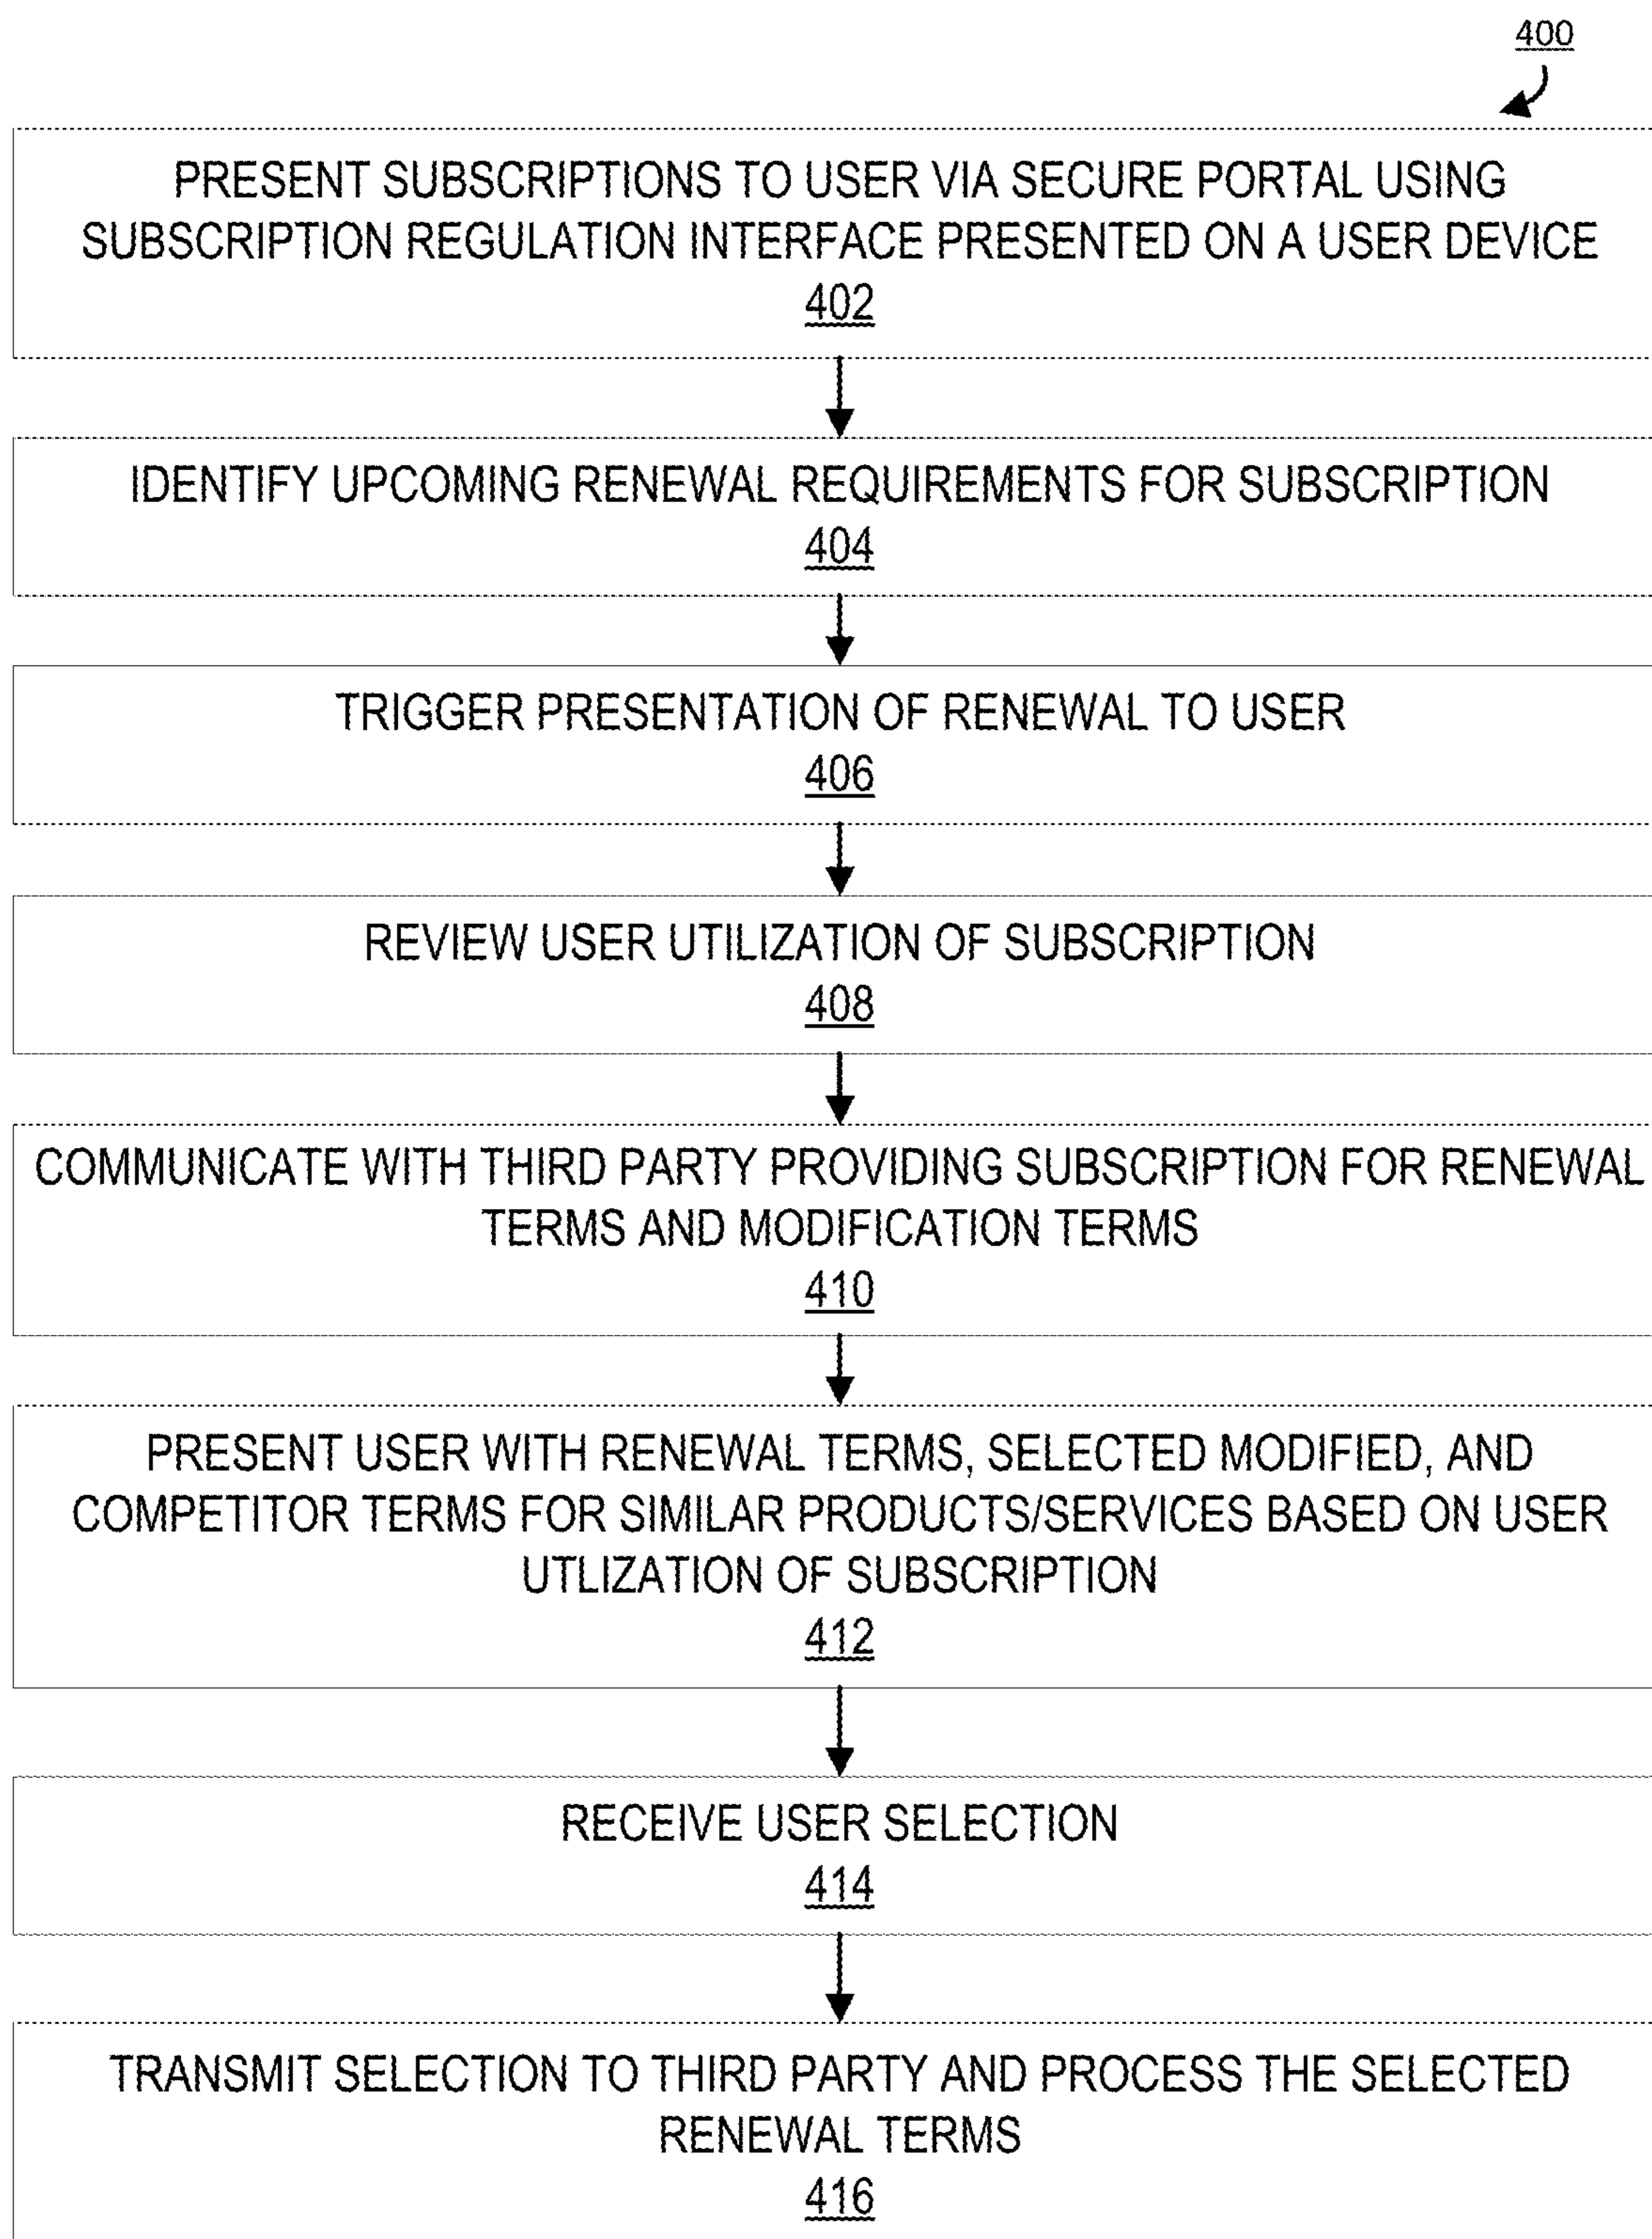 400
PRESENT SUBSCRIPTIONS TO USER VIA SECURE PORTAL USING
SUBSCRIPTION REGULATION INTERFACE PRESENTED ON A USER DEVICE
402
IDENTIFY UPCOMING RENEWAL REQUIREMENTS FOR SUBSCRIPTION
404
TRIGGER PRESENTATION OF RENEWAL TO USER
406
REVIEW USER UTILIZATION OF SUBSCRIPTION
408
COMMUNICATE WITH THIRD PARTY PROVIDING SUBSCRIPTION FOR RENEWAL
TERMS AND MODIFICATION TERMS
410
PRESENT USER WITH RENEWAL TERMS, SELECTED MODIFIED, AND
COMPETITOR TERMS FOR SIMILAR PRODUCTS/SERVICES BASED ON USER
UTLIZATION OF SUBSCRIPTION
412
RECEIVE USER SELECTION
414
TRANSMIT SELECTION TO THIRD PARTY AND PROCESS THE SELECTED
RENEWAL TERMS
416